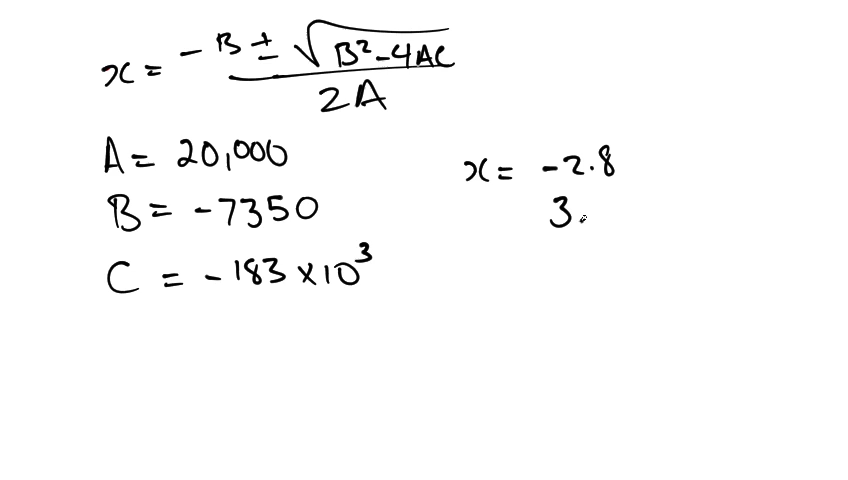 x = -B ± √B²-4AC / 2A
A = 20,000
B = -7350
C = -183 × 10³
x = -2.8
3.